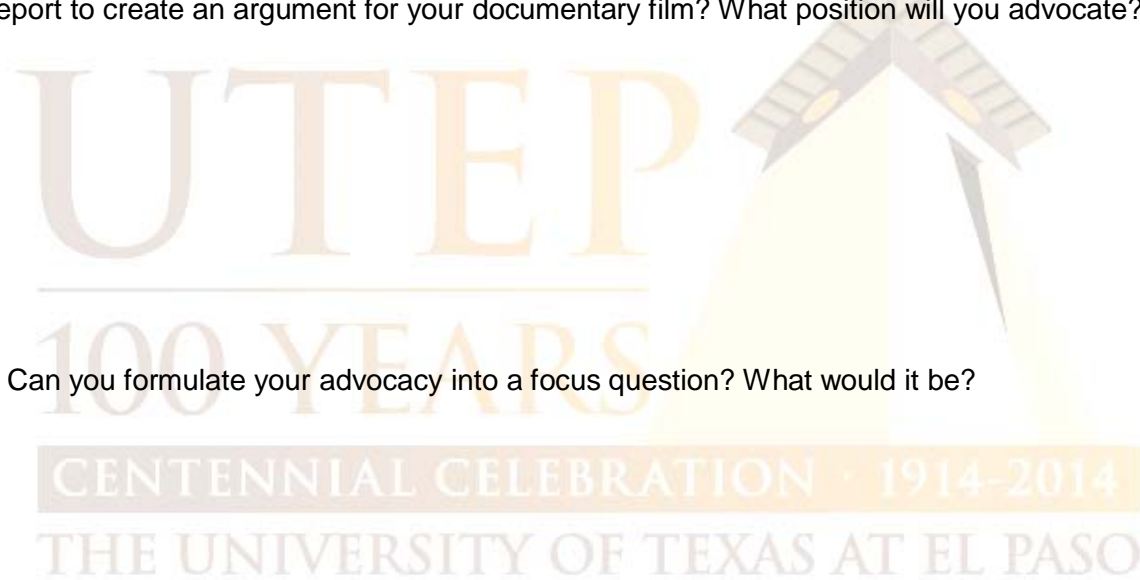 eport to create an argument for your documentary film? What position will you advocate?
UTEP
100 YEARS
Can you formulate your advocacy into a focus question? What would it be?
CENTENNIAL CELEBRATION · 1914-2014
THE UNIVERSITY OF TEXAS AT EL PASO